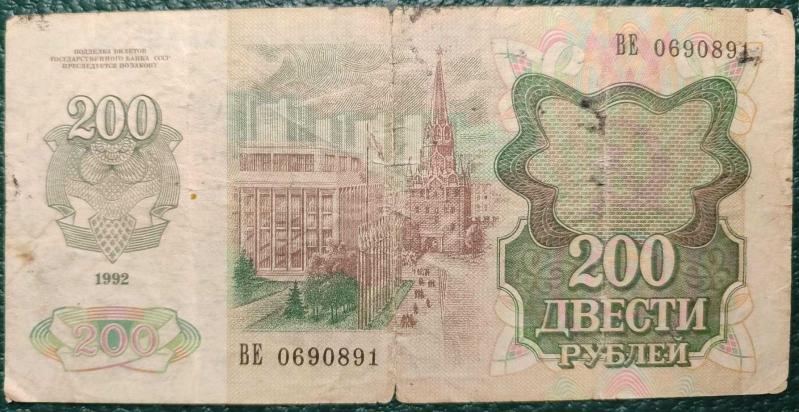 ПОДДЕЛКА БИЛЕТОВ
ГОСУДАРСТВЕННОГО БАНКА СССР
ПРЕСЛЕДУЕТСЯ ПО ЗАКОНУ
ВЕ 0690891
200
1992
200
ВЕ 0690891
200
ДВЕСТИ
РУБЛЕЙ